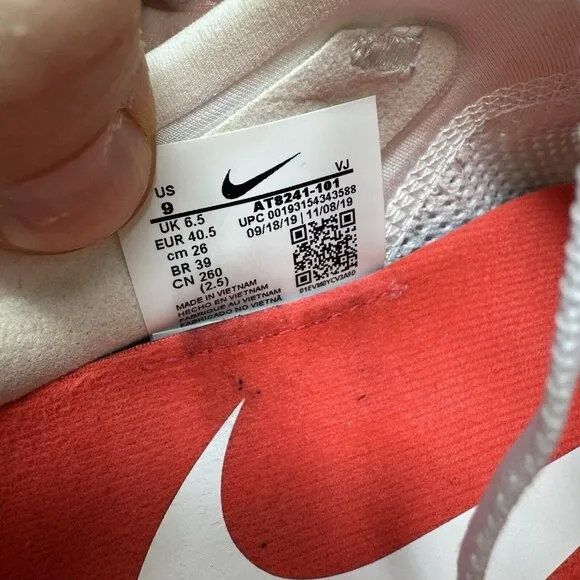 US
9
UK 6.5
EUR 40.5
cm 26
BR 39
CN 260
(2.5)
VJ
AT8241-101
UPC 00193154343588
09/18/19 | 11/08/19
MADE IN VIETNAM
HECHO EN VIETNAM
FABRIQUE AU VIETNAM
FABRICADO NO VIETNÃ